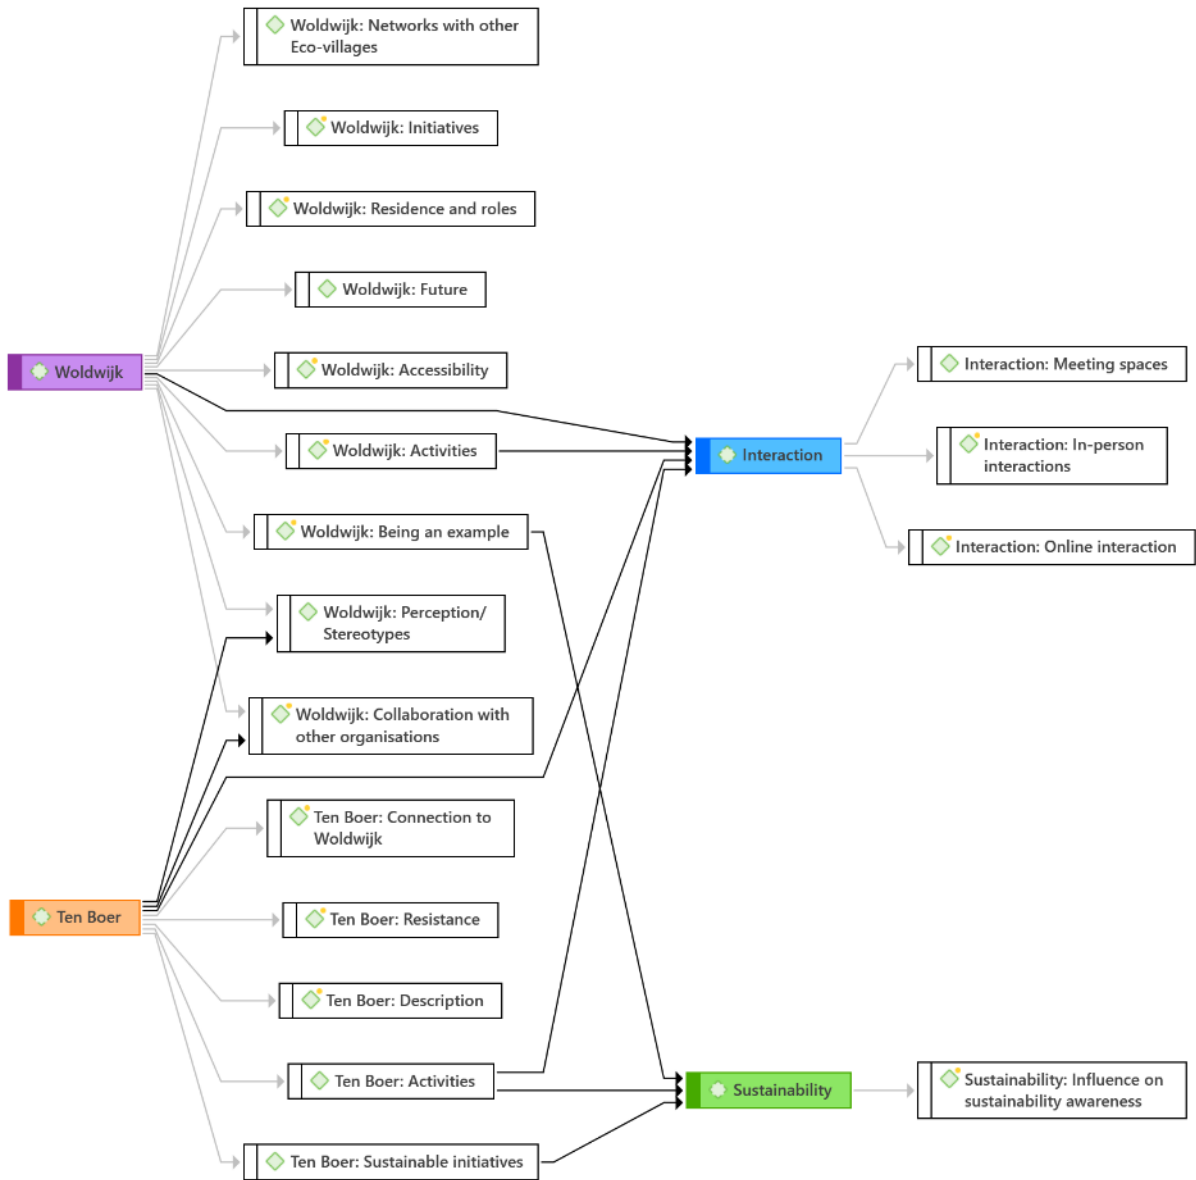 Woldwijk: Networks with other
Eco-villages
Woldwijk: Initiatives
Woldwijk: Residence and roles
Woldwijk: Future
Woldwijk
Woldwijk: Accessibility
Woldwijk: Activities
Woldwijk: Being an example
Woldwijk: Perception/
Stereotypes
Woldwijk: Collaboration with
other organisations
Ten Boer: Connection to
Woldwijk
Ten Boer
Ten Boer: Resistance
Ten Boer: Description
Ten Boer: Activities
Ten Boer: Sustainable initiatives
Interaction
Interaction: Meeting spaces
Interaction: In-person
interactions
Interaction: Online interaction
Sustainability
Sustainability: Influence on
sustainability awareness